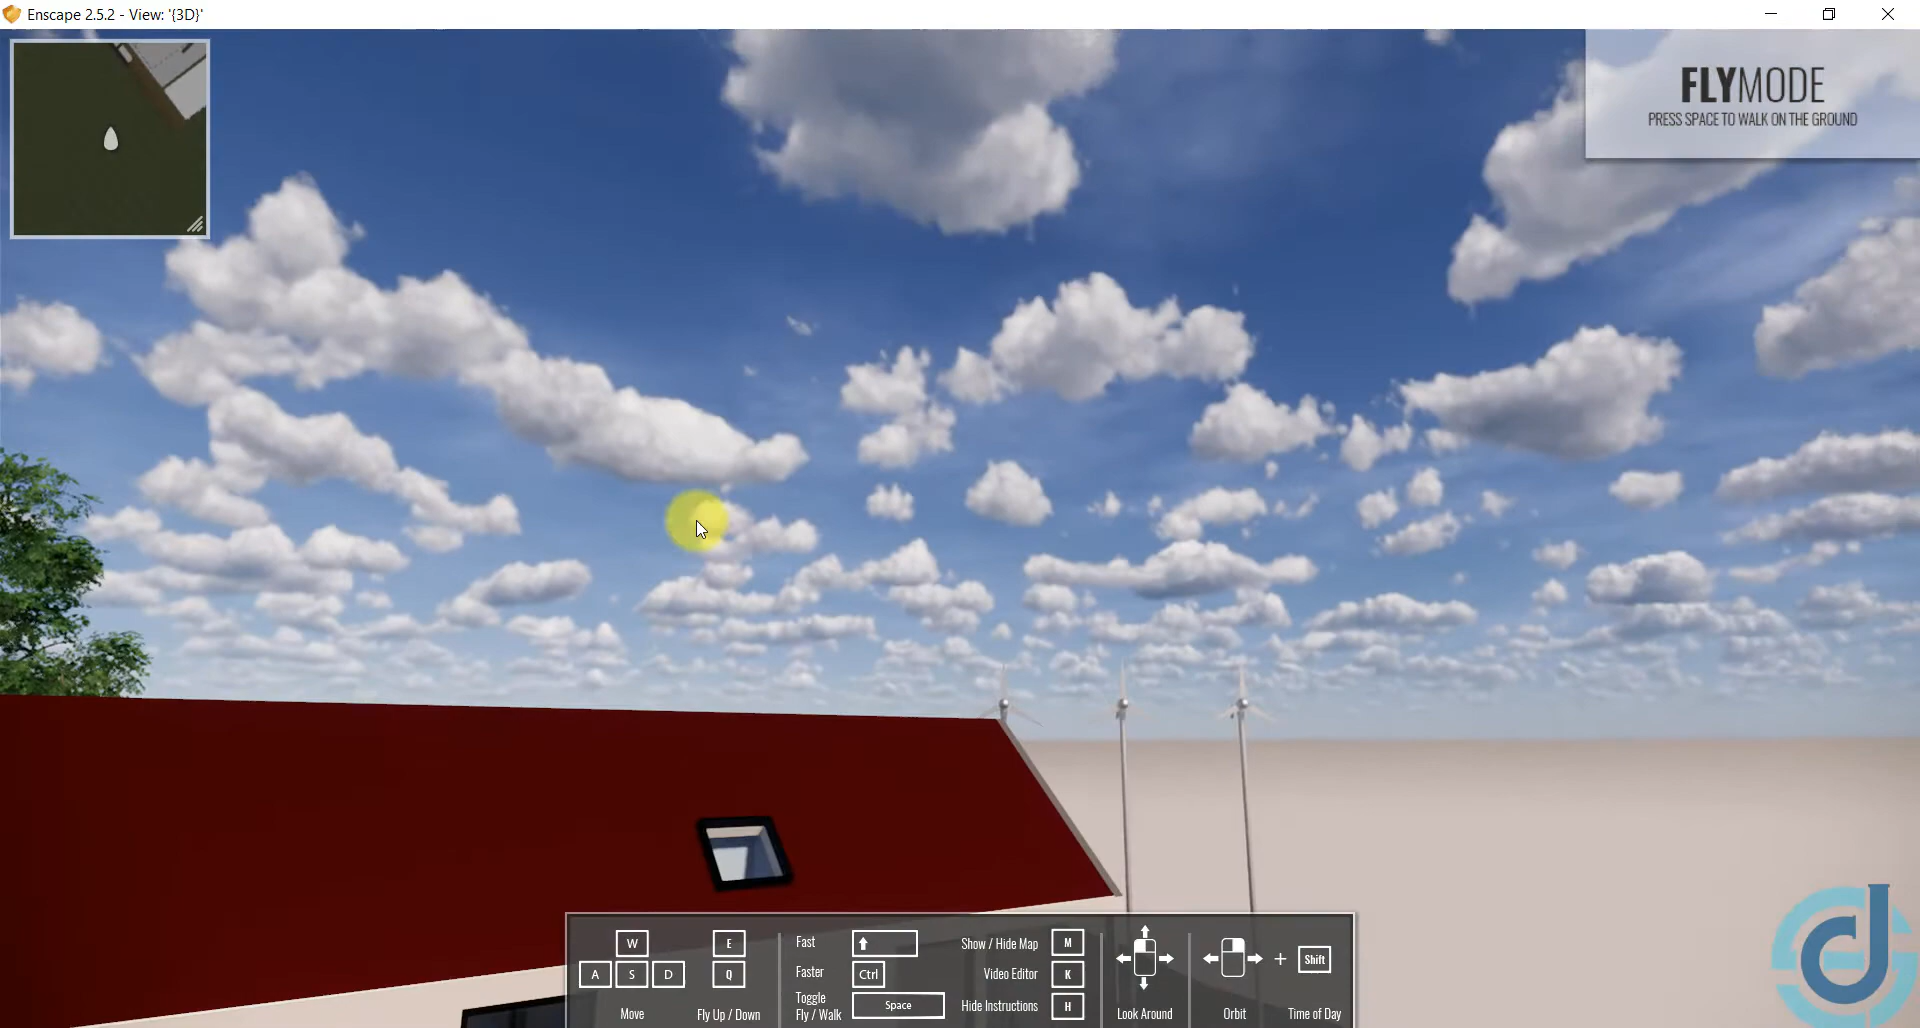 Enscape 2.5.2 - View: '{3D}'
FLYMODE
PRESS SPACE TO WALK ON THE GROUND
W
A S D
Move
E
Q
Fly Up / Down
Fast
Faster Ctrl
Toggle
Fly / Walk Space
Show / Hide Map M
Video Editor K
Hide Instructions H
Look Around
Orbit
+ Shift
Time of Day